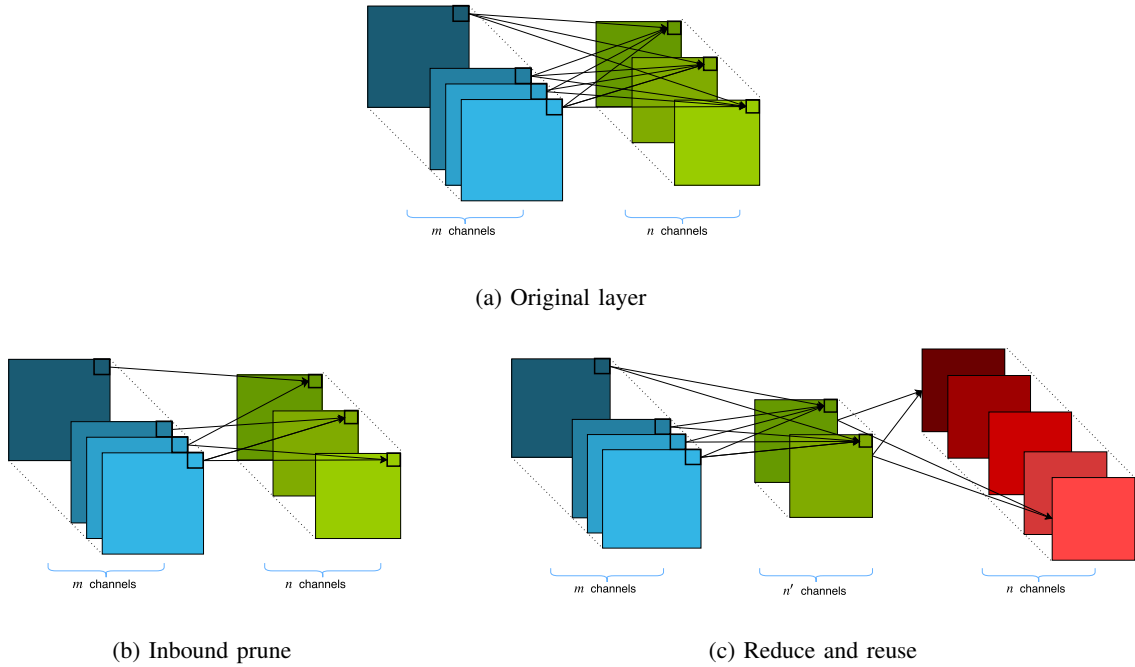 m channels
n channels
(a) Original layer
m channels
n channels
m channels
n′ channels
n channels
(b) Inbound prune
(c) Reduce and reuse